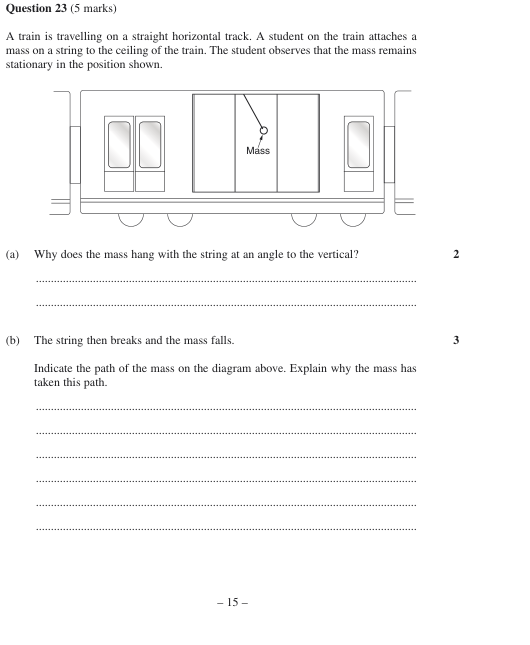 Question 23 (5 marks)
A train is travelling on a straight horizontal track. A student on the train attaches a
mass on a string to the ceiling of the train. The student observes that the mass remains
stationary in the position shown.
Mass
(a) Why does the mass hang with the string at an angle to the vertical? 2
(b) The string then breaks and the mass falls. 3
Indicate the path of the mass on the diagram above. Explain why the mass has
taken this path.
– 15 –